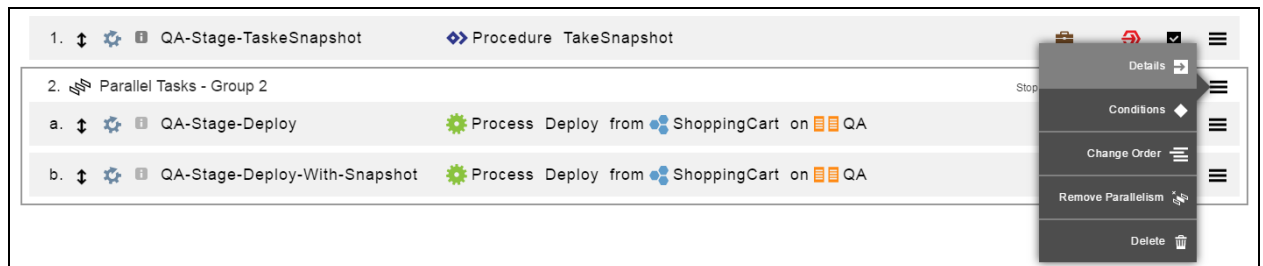 1. QA-Stage-TaskeSnapshot Procedure TakeSnapshot
2. Parallel Tasks - Group 2 Stop
a. QA-Stage-Deploy Process Deploy from ShoppingCart on QA
b. QA-Stage-Deploy-With-Snapshot Process Deploy from ShoppingCart on QA
Details
Conditions
Change Order
Remove Parallelism
Delete